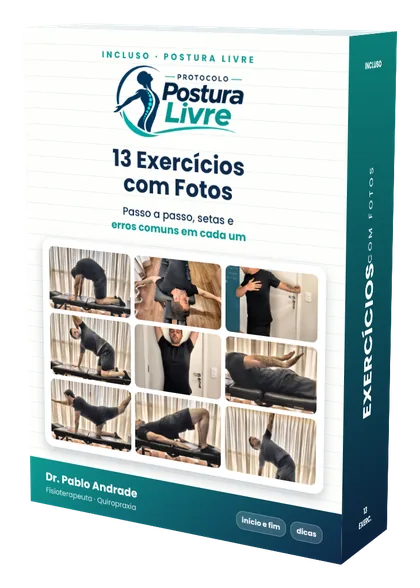 INCLUSO · POSTURA LIVRE
PROTOCOLO
Postura
Livre
13 Exercícios
com Fotos
Passo a passo, setas e
erros comuns em cada um
Dr. Pablo Andrade
Fisioterapeuta · Quiropraxia
início e fim
dicas
INCLUSO
EXERCÍCIOS
COM FOTOS
13
EXERC.